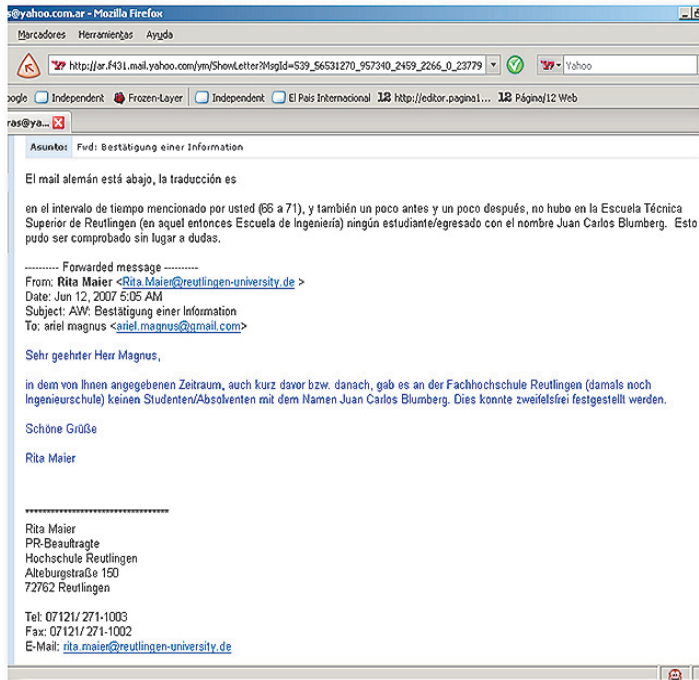 s@yahoo.com.ar - Mozilla Firefox
Marcadores Herramientas Ayuda
http://ar.f431.mail.yahoo.com/ym/ShowLetter?MsgId=539_56531270_957340_2459_2266_0_23779 Yahoo
oogle Independent Frozen-Layer Independent El Pais Internacional 12 http://editor.pagina1... 12 Página/12 Web
ras@ya...
Asunto: Fwd: Bestätigung einer Information
El mail alemán está abajo, la traducción es
en el intervalo de tiempo mencionado por usted (66 a 71), y también un poco antes y un poco después, no hubo en la Escuela Técnica
Superior de Reutlingen (en aquel entonces Escuela de Ingeniería) ningún estudiante/egresado con el nombre Juan Carlos Blumberg. Esto
pudo ser comprobado sin lugar a dudas.
---------- Forwarded message ----------
From: Rita Maier <Rita.Maier@reutlingen-university.de >
Date: Jun 12, 2007 5:05 AM
Subject: AW: Bestätigung einer Information
To: ariel magnus <ariel.magnus@gmail.com>
Sehr geehrter Herr Magnus,
in dem von Ihnen angegebenen Zeitraum, auch kurz davor bzw. danach, gab es an der Fachhochschule Reutlingen (damals noch
Ingenieurschule) keinen Studenten/Absolventen mit dem Namen Juan Carlos Blumberg. Dies konnte zweifelsfrei festgestellt werden.
Schöne Grüße
Rita Maier
**********************************
Rita Maier
PR-Beauftragte
Hochschule Reutlingen
Alteburgstraße 150
72762 Reutlingen
Tel: 07121/ 271-1003
Fax: 07121/ 271-1002
E-Mail: rita.maier@reutlingen-university.de